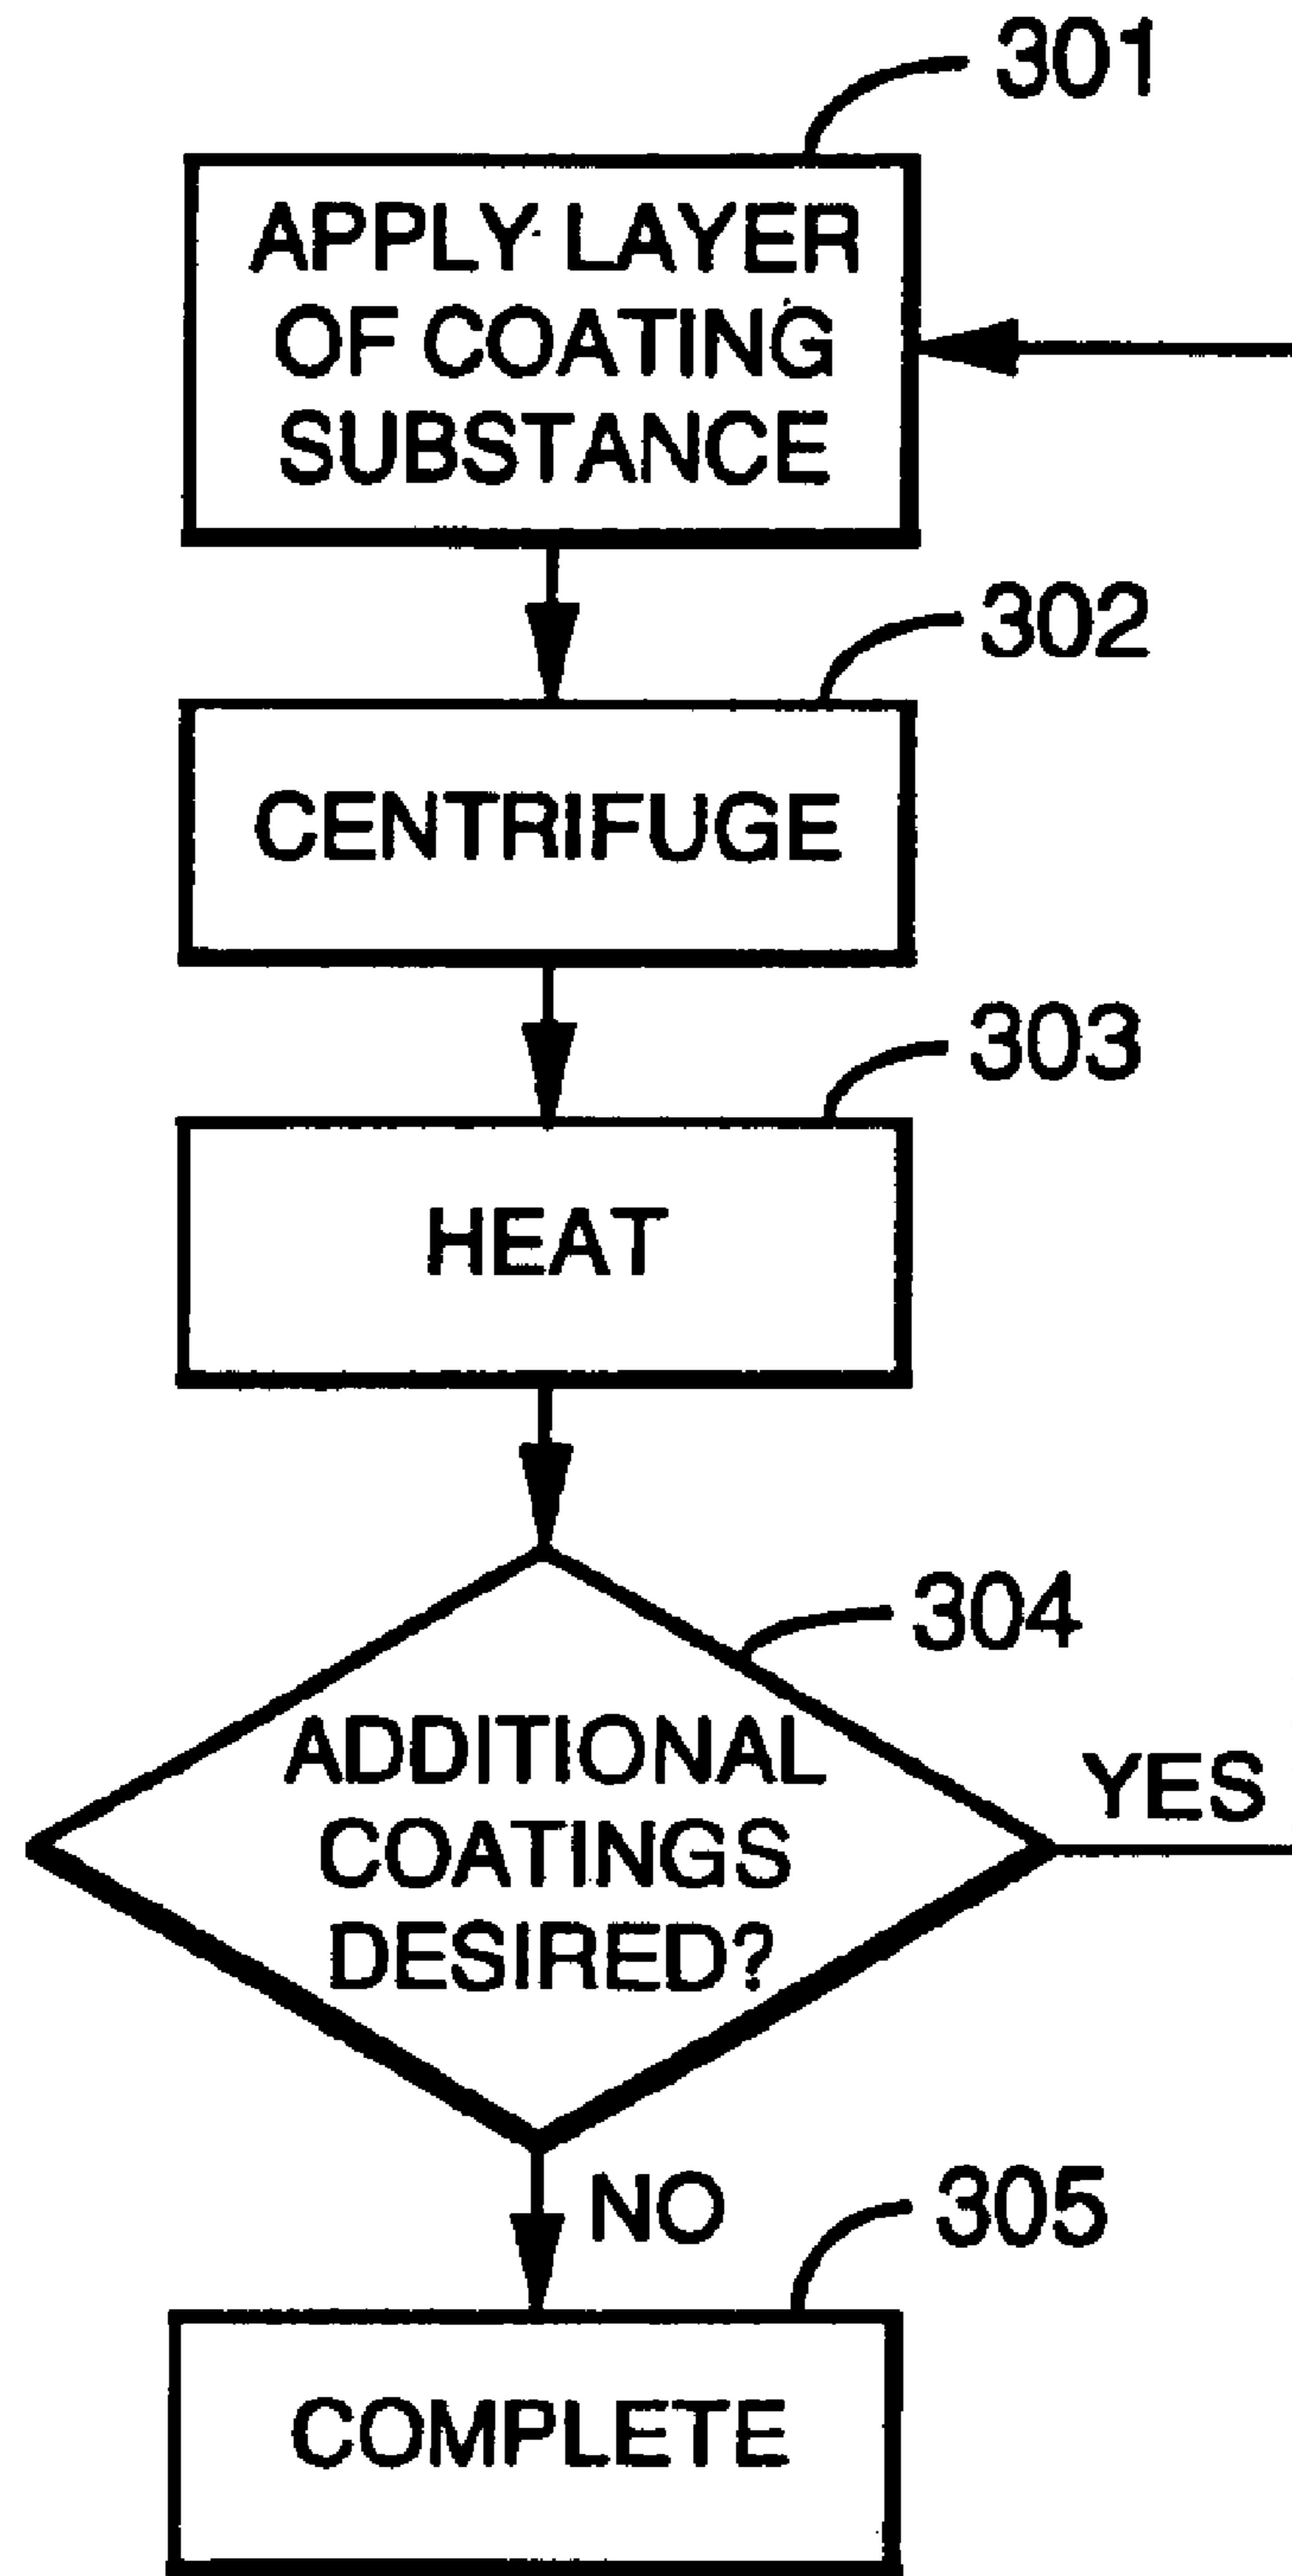 301
APPLY LAYER
OF COATING
SUBSTANCE
302
CENTRIFUGE
303
HEAT
304
ADDITIONAL
COATINGS
DESIRED?
YES
NO
305
COMPLETE